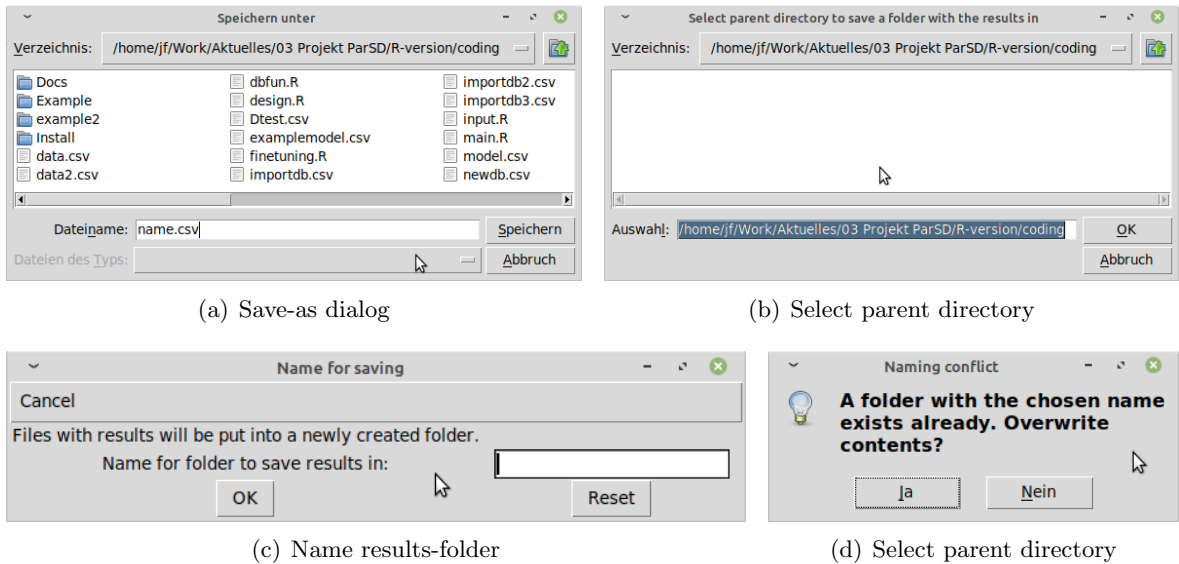 Speichern unter
Verzeichnis: /home/jf/Work/Aktuelles/03 Projekt ParSD/R-version/coding
Docs dbfun.R importdb2.csv
Example design.R importdb3.csv
example2 Dtest.csv input.R
Install examplemodel.csv main.R
data.csv finetuning.R model.csv
data2.csv importdb.csv newdb.csv
Dateiname: name.csv Speichern
Dateien des Typs: Abbruch
(a) Save-as dialog
Select parent directory to save a folder with the results in
Verzeichnis: /home/jf/Work/Aktuelles/03 Projekt ParSD/R-version/coding
Auswahl: /home/jf/Work/Aktuelles/03 Projekt ParSD/R-version/coding OK
Abbruch
(b) Select parent directory
Name for saving
Cancel
Files with results will be put into a newly created folder.
Name for folder to save results in:
OK Reset
(c) Name results-folder
Naming conflict
A folder with the chosen name
exists already. Overwrite
contents?
Ja Nein
(d) Select parent directory